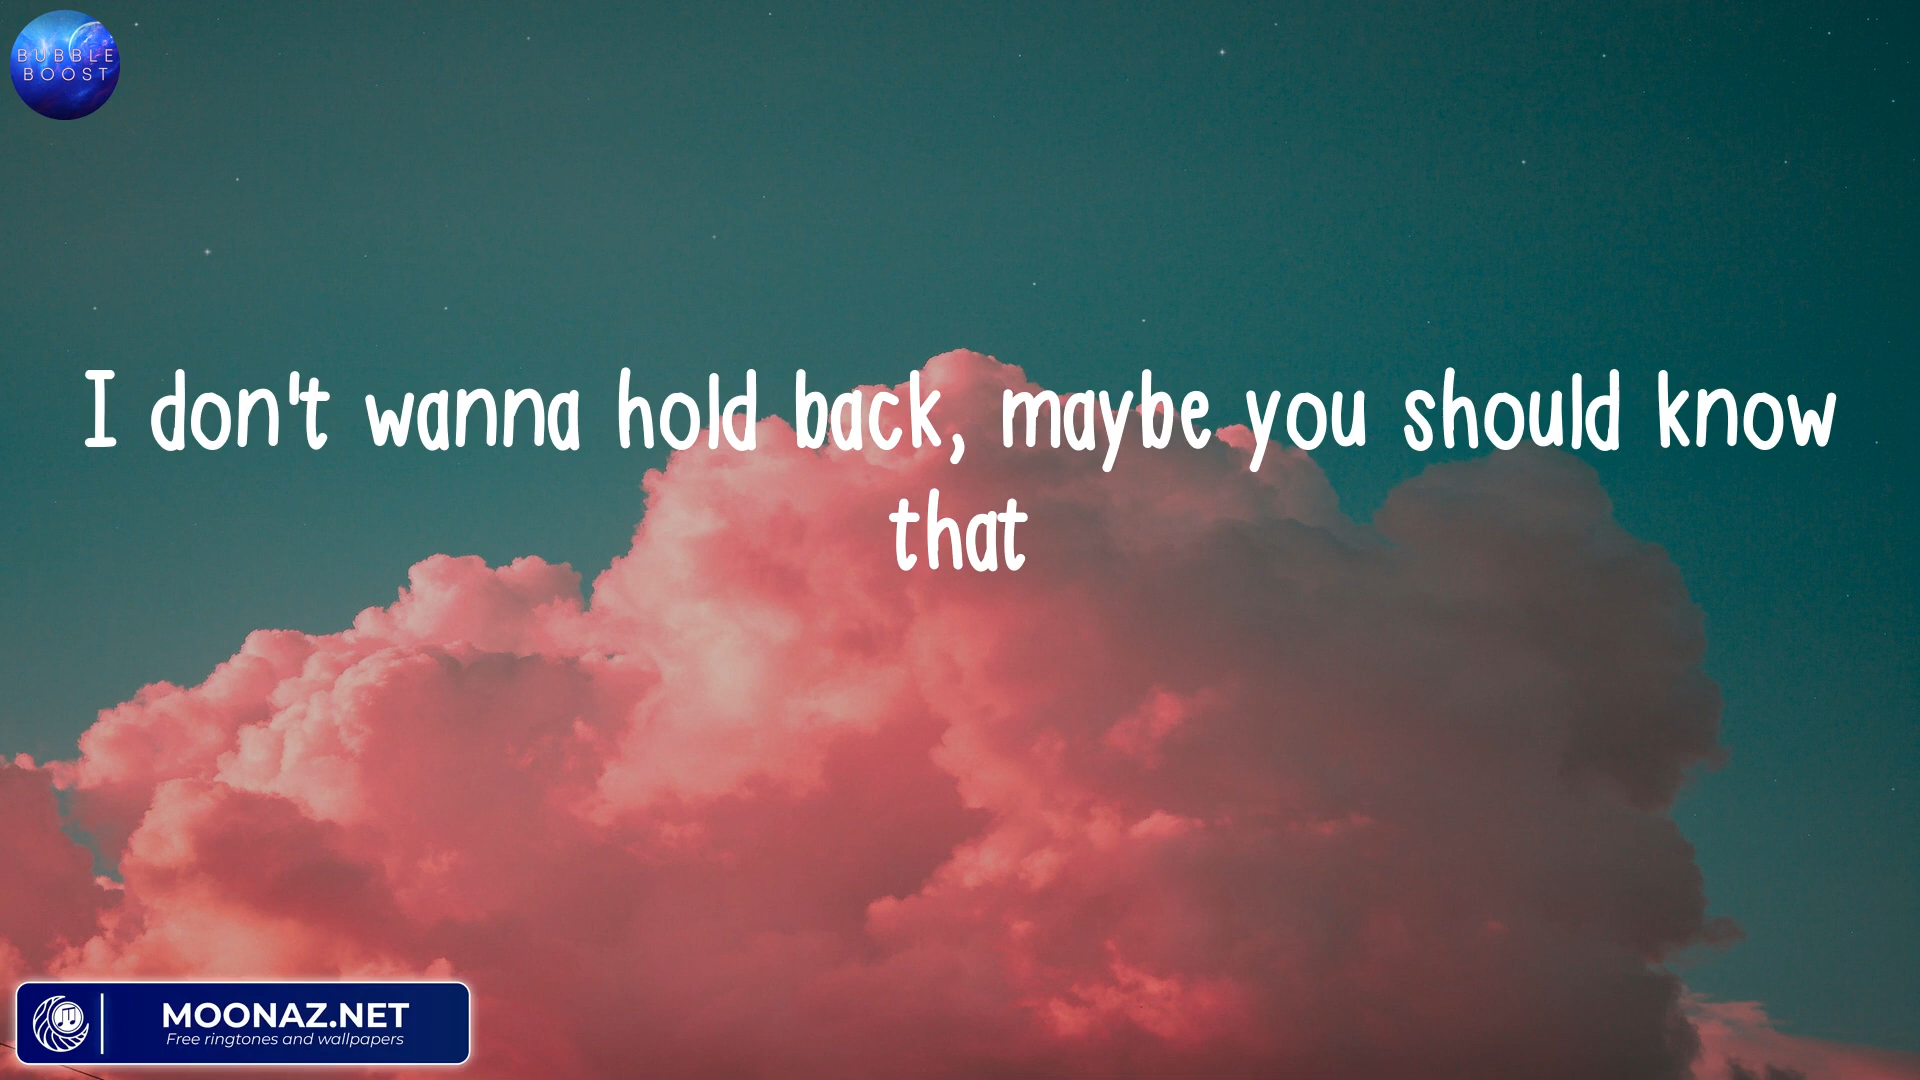 BUBBLE
BOOST
I don't wanna hold back, maybe you should know
that
MOONAZ.NET
Free ringtones and wallpapers